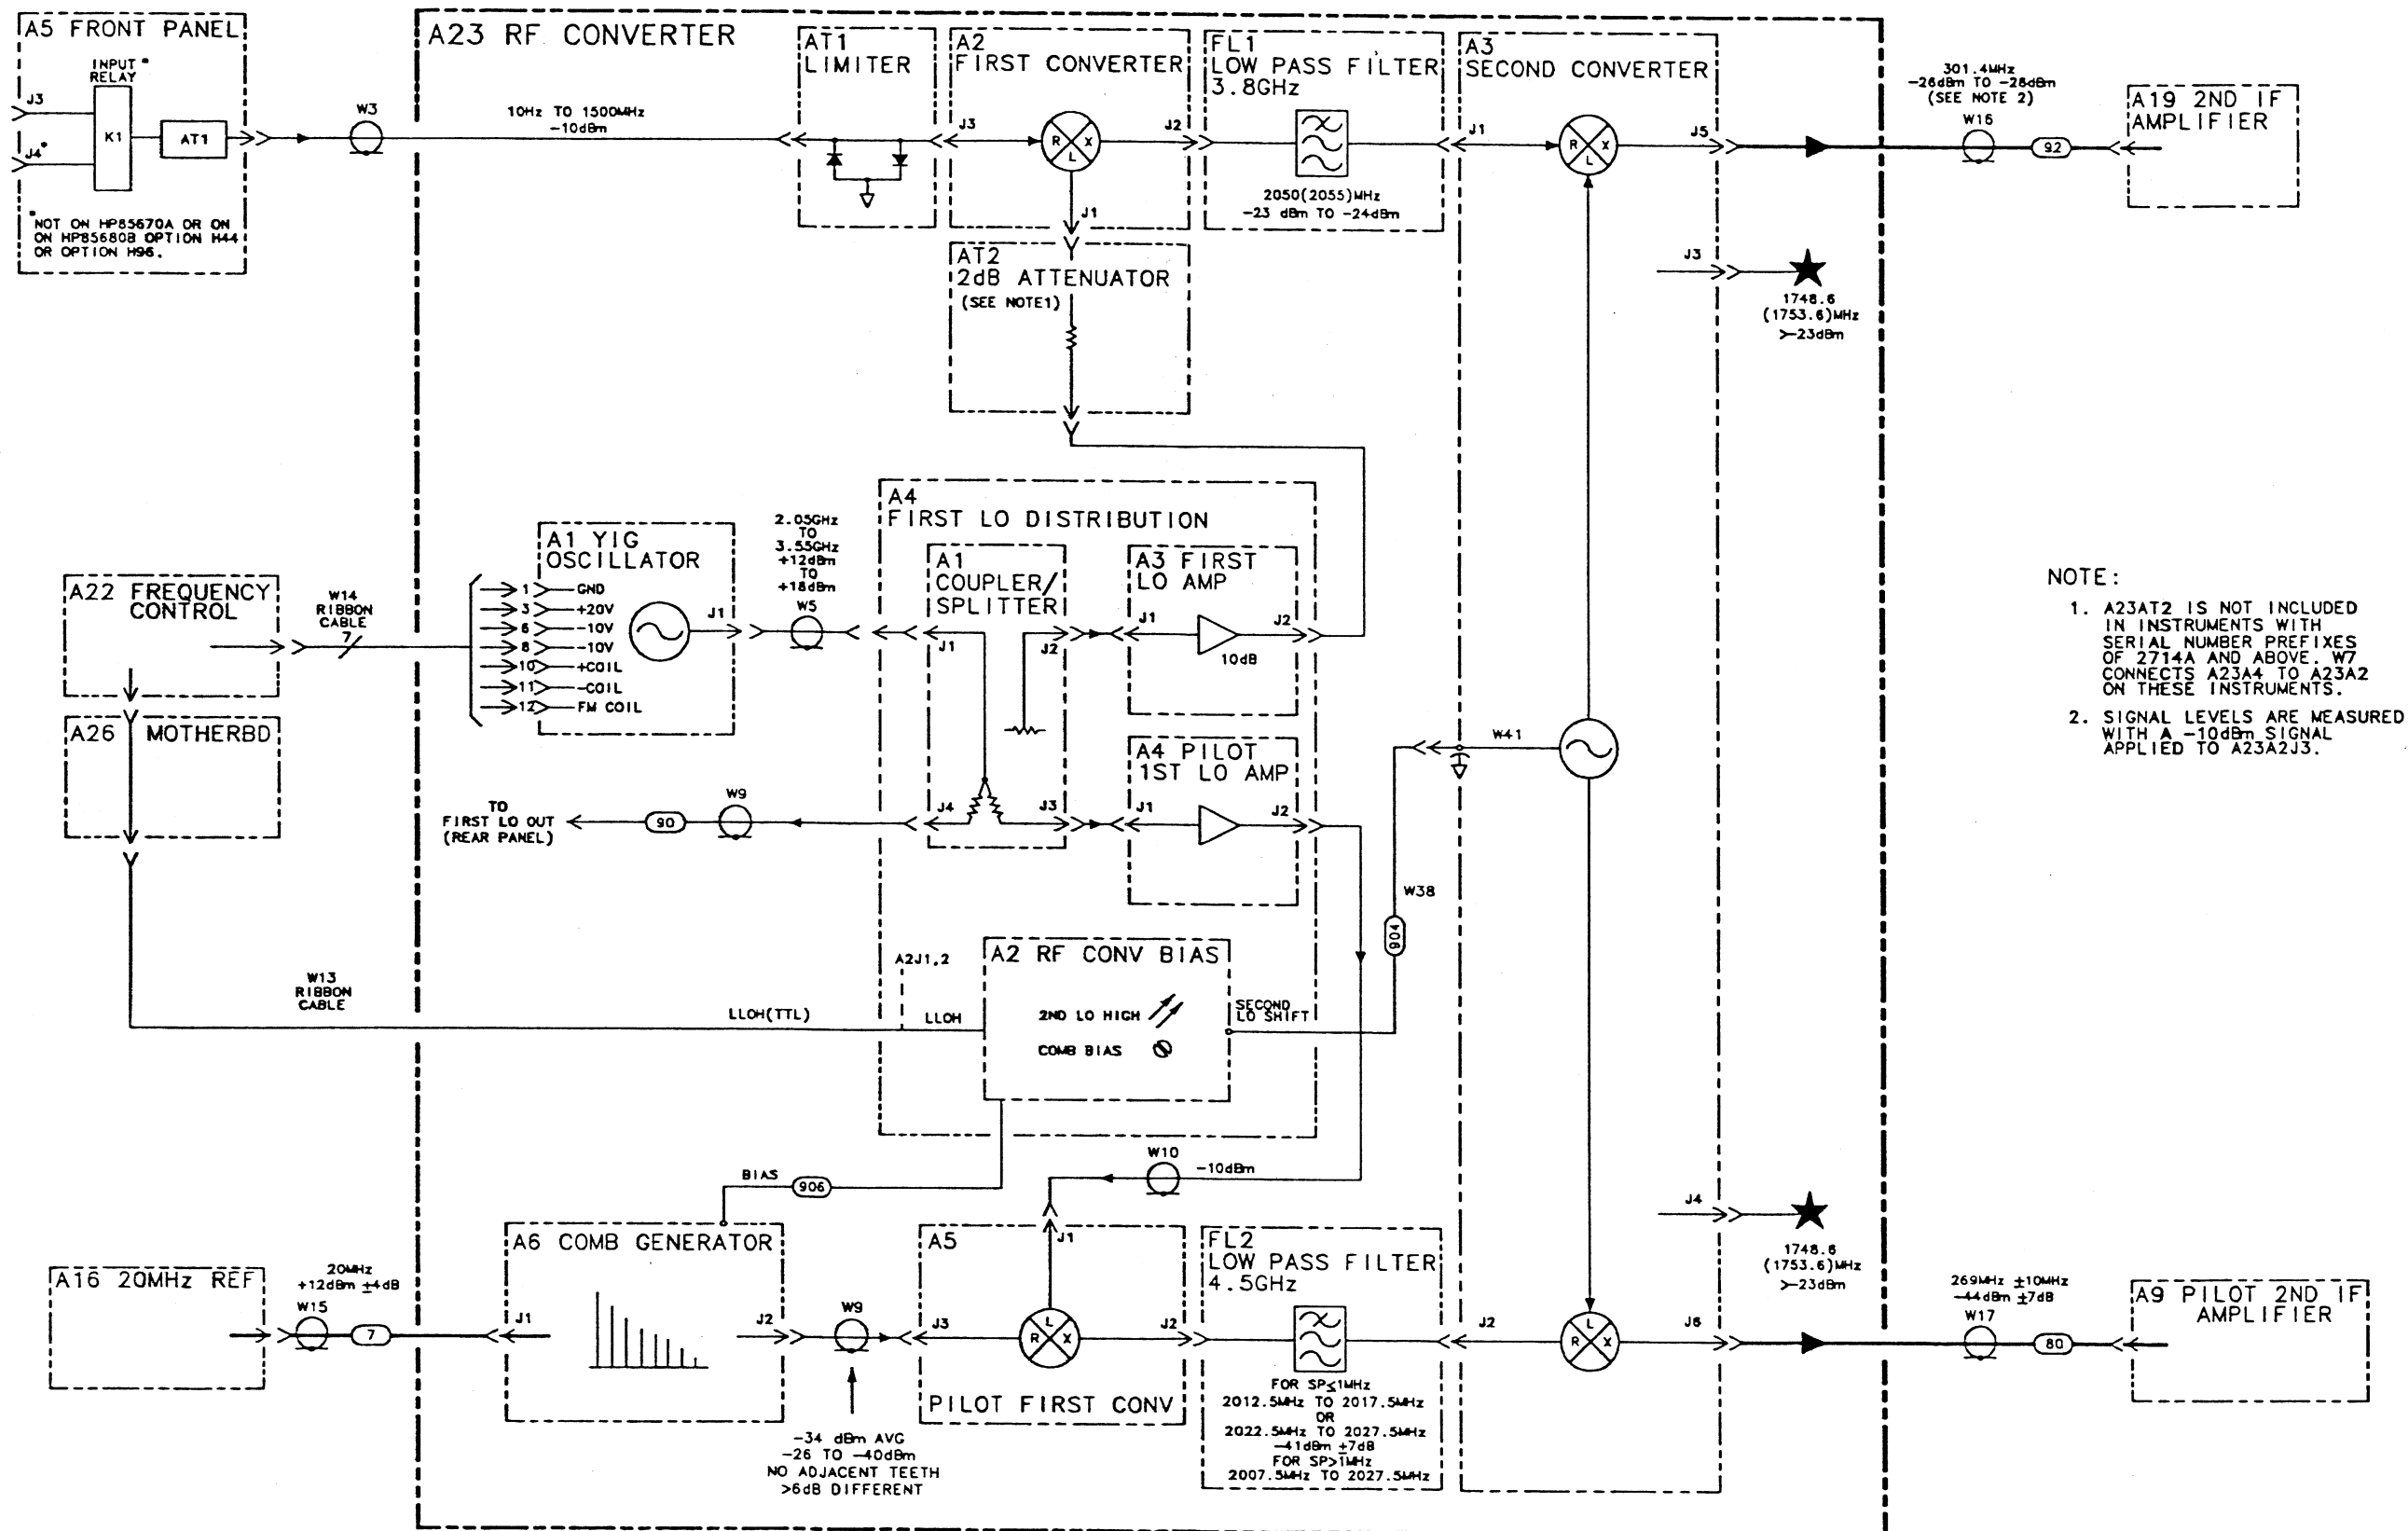 A5 FRONT PANEL
INPUT *
RELAY
J3
J4*
K1
AT1
*NOT ON HP85670A OR ON
ON HP85680B OPTION H44
OR OPTION H96.
W3
A23 RF CONVERTER
10Hz TO 1500MHz
-10dBm
AT1
LIMITER
A2
FIRST CONVERTER
J3
R
L
X
J2
J1
FL1
LOW PASS FILTER
3.8GHz
2050(2055)MHz
-23 dBm TO -24dBm
A3
SECOND CONVERTER
J1
R
L
X
J5
301.4MHz
-26dBm TO -28dBm
(SEE NOTE 2)
W16
92
A19 2ND IF
AMPLIFIER
J3
1748.6
(1753.6)MHz
>-23dBm
AT2
2dB ATTENUATOR
(SEE NOTE1)
A22 FREQUENCY
CONTROL
W14
RIBBON
CABLE
7
A26 MOTHERBD
A1 YIG
OSCILLATOR
1 GND
3 +20V
6 -10V
8 -10V
10 +COIL
11 -COIL
12 FM COIL
J1
2.05GHz
TO
3.55GHz
+12dBm
TO
+18dBm
W5
A4
FIRST LO DISTRIBUTION
A1
COUPLER/
SPLITTER
J1
J2
J4
J3
A3 FIRST
LO AMP
J1
J2
10dB
A4 PILOT
1ST LO AMP
J1
J2
TO
FIRST LO OUT
(REAR PANEL)
90
W9
W41
W38
904
NOTE:
1. A23AT2 IS NOT INCLUDED
IN INSTRUMENTS WITH
SERIAL NUMBER PREFIXES
OF 2714A AND ABOVE. W7
CONNECTS A23A4 TO A23A2
ON THESE INSTRUMENTS.
2. SIGNAL LEVELS ARE MEASURED
WITH A -10dBm SIGNAL
APPLIED TO A23A2J3.
W13
RIBBON
CABLE
LLOH(TTL)
A2J1,2
LLOH
A2 RF CONV BIAS
2ND LO HIGH
COMB BIAS
SECOND
LO SHIFT
BIAS
906
W10
-10dBm
A16 20MHz REF
20MHz
+12dBm ±4dB
W15
7
A6 COMB GENERATOR
J1
J2
W9
-34 dBm AVG
-26 TO -40dBm
NO ADJACENT TEETH
>6dB DIFFERENT
A5
J1
J3
R
L
X
J2
PILOT FIRST CONV
FL2
LOW PASS FILTER
4.5GHz
FOR SP≤1MHz
2012.5MHz TO 2017.5MHz
OR
2022.5MHz TO 2027.5MHz
-41dBm ±7dB
FOR SP>1MHz
2007.5MHz TO 2027.5MHz
J2
R
L
X
J6
J4
1748.6
(1753.6)MHz
>-23dBm
269MHz ±10MHz
-44dBm ±7dB
W17
80
A9 PILOT 2ND IF
AMPLIFIER